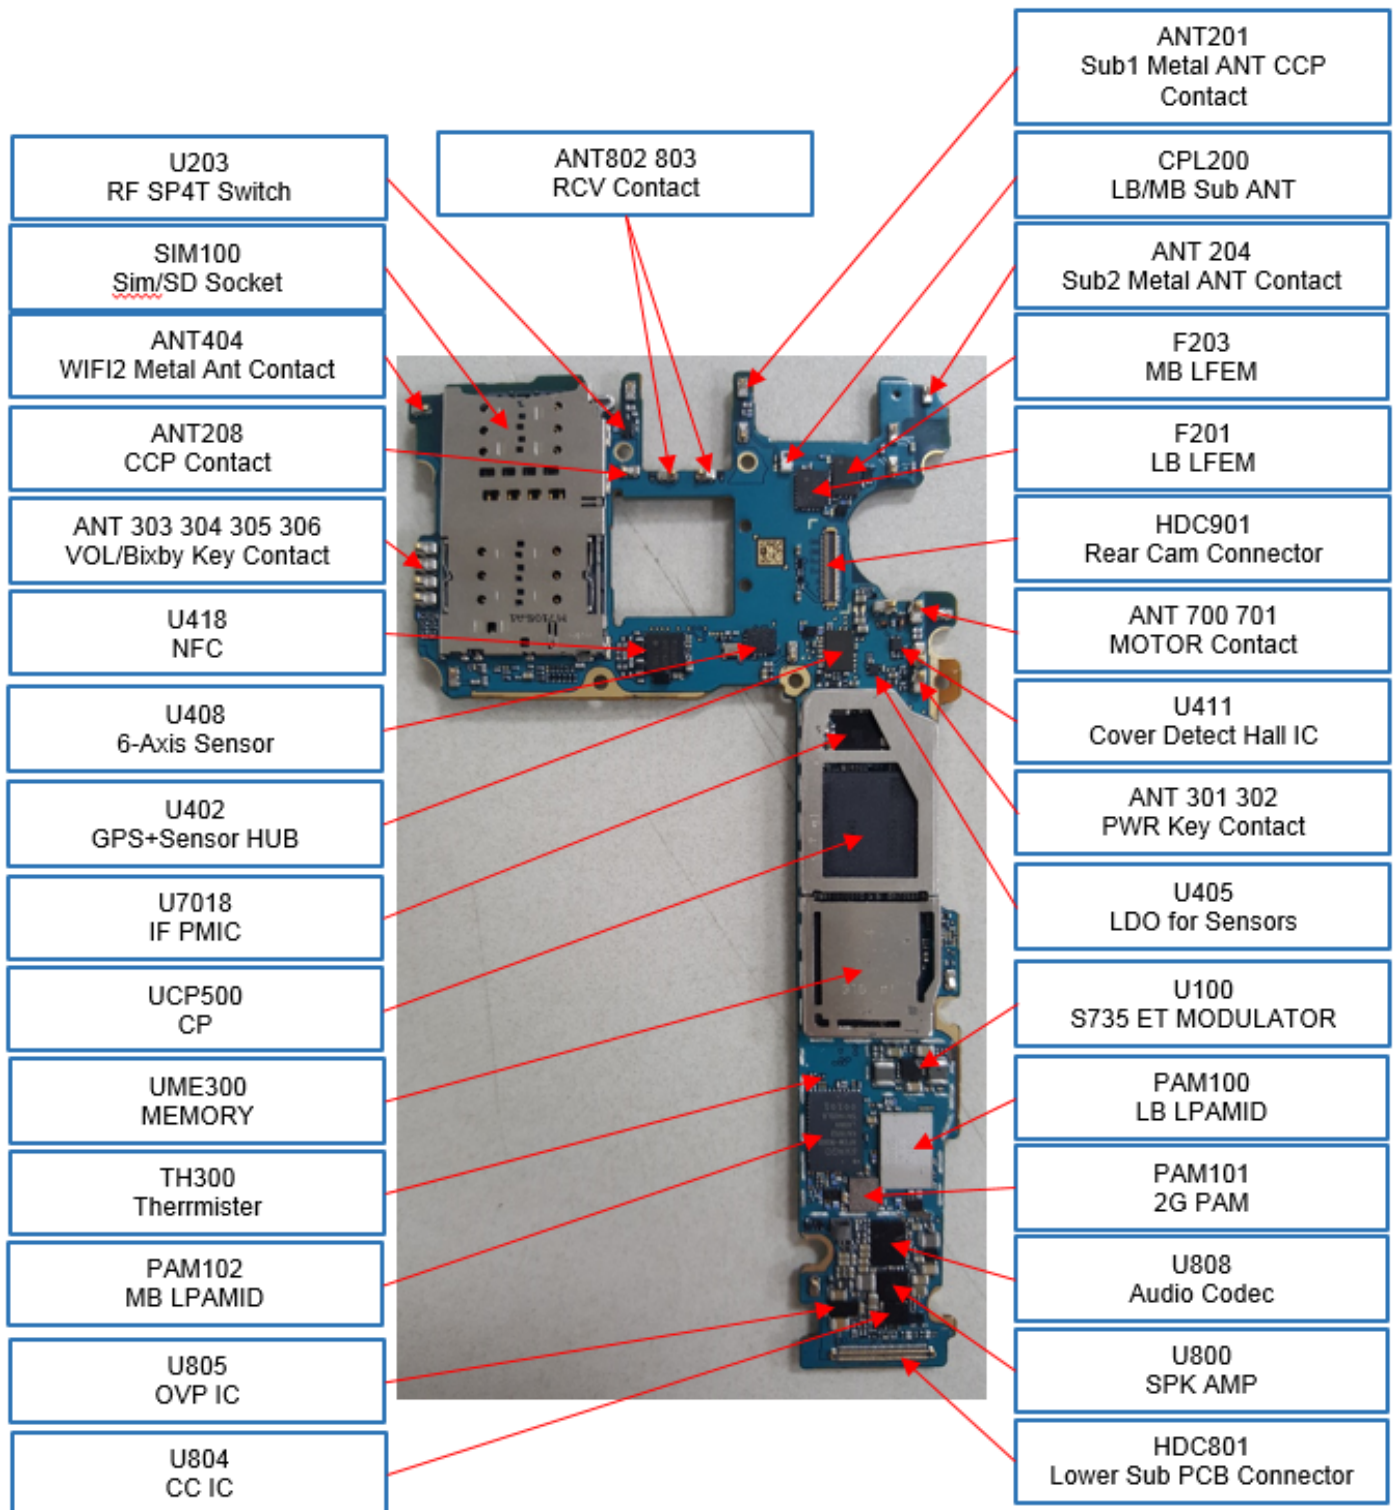 ANT201
Sub1 Metal ANT CCP
Contact
U203
RF SP4T Switch
ANT802 803
RCV Contact
CPL200
LB/MB Sub ANT
SIM100
Sim/SD Socket
ANT 204
Sub2 Metal ANT Contact
ANT404
WIFI2 Metal Ant Contact
F203
MB LFEM
ANT208
CCP Contact
F201
LB LFEM
ANT 303 304 305 306
VOL/Bixby Key Contact
HDC901
Rear Cam Connector
U418
NFC
ANT 700 701
MOTOR Contact
U408
6-Axis Sensor
U411
Cover Detect Hall IC
U402
GPS+Sensor HUB
ANT 301 302
PWR Key Contact
U7018
IF PMIC
U405
LDO for Sensors
UCP500
CP
U100
S735 ET MODULATOR
UME300
MEMORY
PAM100
LB LPAMID
TH300
Therrmister
PAM101
2G PAM
PAM102
MB LPAMID
U808
Audio Codec
U805
OVP IC
U800
SPK AMP
U804
CC IC
HDC801
Lower Sub PCB Connector